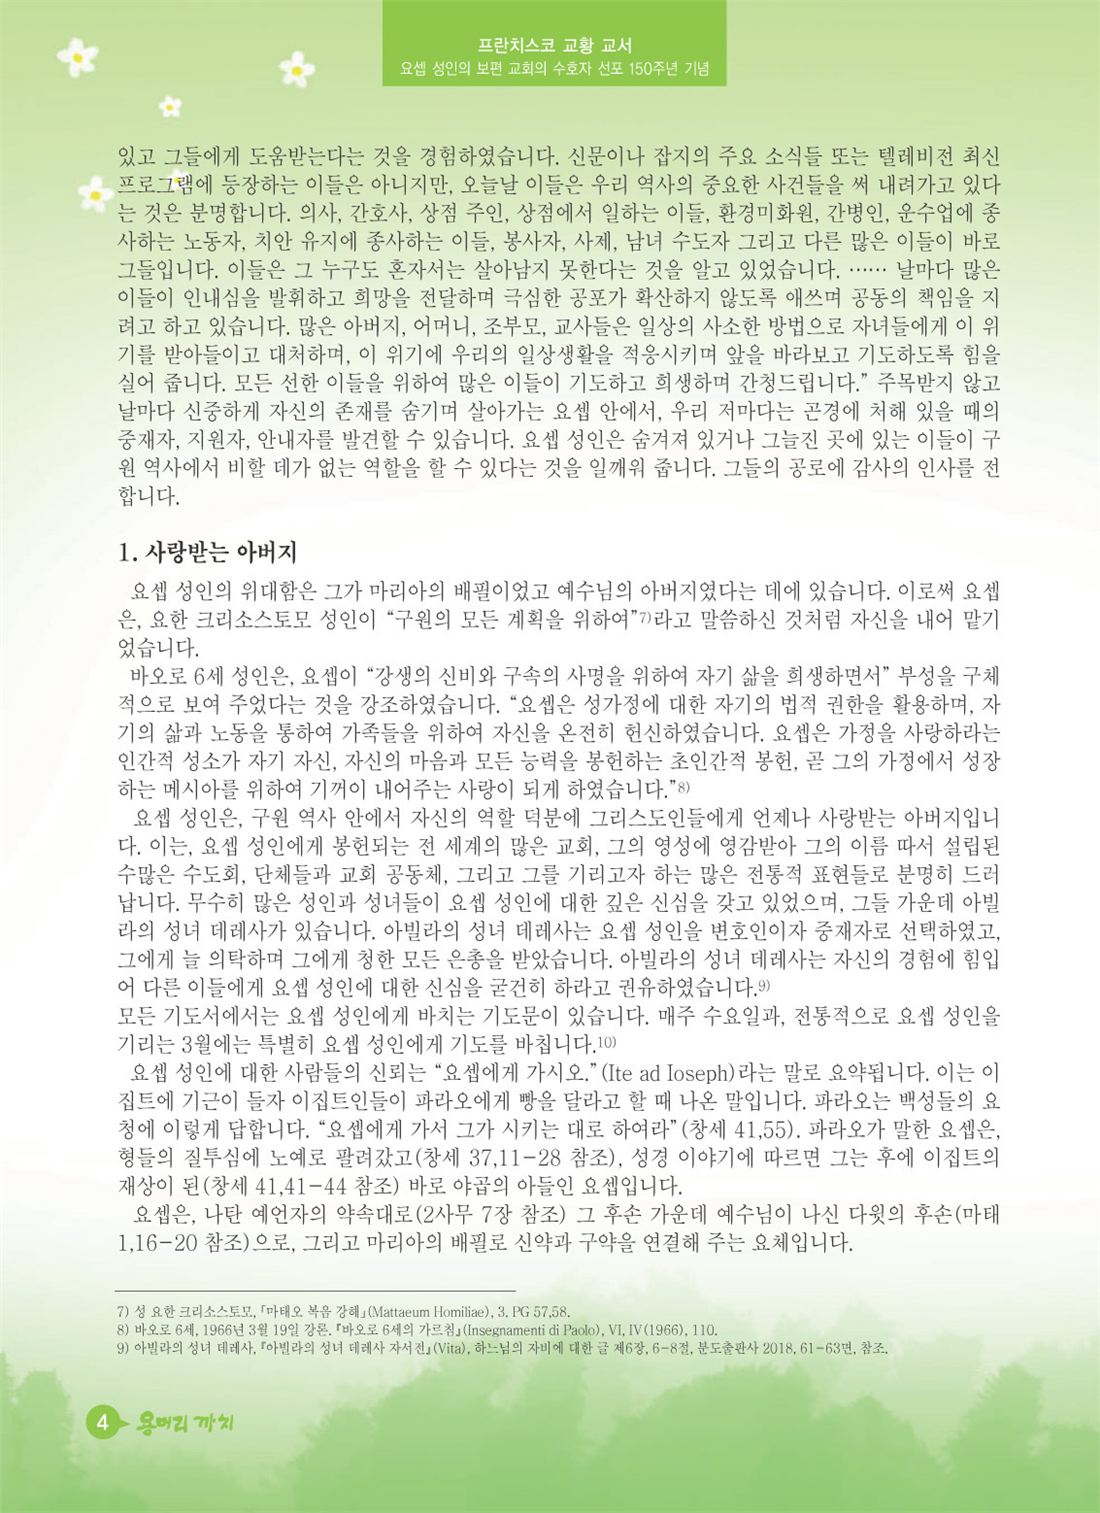 프란치스코 교황 교서
요셉 성인의 보편 교회의 수호자 선포 150주년 기념
있고 그들에게 도움받는다는 것을 경험하였습니다. 신문이나 잡지의 주요 소식들 또는 텔레비전 최신
프로그램에 등장하는 이들은 아니지만, 오늘날 이들은 우리 역사의 중요한 사건들을 써 내려가고 있다
는 것은 분명합니다. 의사, 간호사, 상점 주인, 상점에서 일하는 이들, 환경미화원, 간병인, 운수업에 종
사하는 노동자, 치안 유지에 종사하는 이들, 봉사자, 사제, 남녀 수도자 그리고 다른 많은 이들이 바로
그들입니다. 이들은 그 누구도 혼자서는 살아남지 못한다는 것을 알고 있었습니다. …… 날마다 많은
이들이 인내심을 발휘하고 희망을 전달하며 극심한 공포가 확산하지 않도록 애쓰며 공동의 책임을 지
려고 하고 있습니다. 많은 아버지, 어머니, 조부모, 교사들은 일상의 사소한 방법으로 자녀들에게 이 위
기를 받아들이고 대처하며, 이 위기에 우리의 일상생활을 적응시키며 앞을 바라보고 기도하도록 힘을
실어 줍니다. 모든 선한 이들을 위하여 많은 이들이 기도하고 희생하며 간청드립니다.” 주목받지 않고
날마다 신중하게 자신의 존재를 숨기며 살아가는 요셉 안에서, 우리 저마다는 곤경에 처해 있을 때의
중재자, 지원자, 안내자를 발견할 수 있습니다. 요셉 성인은 숨겨져 있거나 그늘진 곳에 있는 이들이 구
원 역사에서 비할 데가 없는 역할을 할 수 있다는 것을 일깨워 줍니다. 그들의 공로에 감사의 인사를 전
합니다.
1. 사랑받는 아버지
요셉 성인의 위대함은 그가 마리아의 배필이었고 예수님의 아버지였다는 데에 있습니다. 이로써 요셉
은, 요한 크리소스토모 성인이 “구원의 모든 계획을 위하여”7)라고 말씀하신 것처럼 자신을 내어 맡기
었습니다.
바오로 6세 성인은, 요셉이 “강생의 신비와 구속의 사명을 위하여 자기 삶을 희생하면서” 부성을 구체
적으로 보여 주었다는 것을 강조하였습니다. “요셉은 성가정에 대한 자기의 법적 권한을 활용하며, 자
기의 삶과 노동을 통하여 가족들을 위하여 자신을 온전히 헌신하였습니다. 요셉은 가정을 사랑하라는
인간적 성소가 자기 자신, 자신의 마음과 모든 능력을 봉헌하는 초인간적 봉헌, 곧 그의 가정에서 성장
하는 메시아를 위하여 기꺼이 내어주는 사랑이 되게 하였습니다.”8)
요셉 성인은, 구원 역사 안에서 자신의 역할 덕분에 그리스도인들에게 언제나 사랑받는 아버지입니
다. 이는, 요셉 성인에게 봉헌되는 전 세계의 많은 교회, 그의 영성에 영감받아 그의 이름 따서 설립된
수많은 수도회, 단체들과 교회 공동체, 그리고 그를 기리고자 하는 많은 전통적 표현들로 분명히 드러
납니다. 무수히 많은 성인과 성녀들이 요셉 성인에 대한 깊은 신심을 갖고 있었으며, 그들 가운데 아빌
라의 성녀 데레사가 있습니다. 아빌라의 성녀 데레사는 요셉 성인을 변호인이자 중재자로 선택하였고,
그에게 늘 의탁하며 그에게 청한 모든 은총을 받았습니다. 아빌라의 성녀 데레사는 자신의 경험에 힘입
어 다른 이들에게 요셉 성인에 대한 신심을 굳건히 하라고 권유하였습니다.9)
모든 기도서에서는 요셉 성인에게 바치는 기도문이 있습니다. 매주 수요일과, 전통적으로 요셉 성인을
기리는 3월에는 특별히 요셉 성인에게 기도를 바칩니다.10)
요셉 성인에 대한 사람들의 신뢰는 “요셉에게 가시오.”(Ite ad Ioseph)라는 말로 요약됩니다. 이는 이
집트에 기근이 들자 이집트인들이 파라오에게 빵을 달라고 할 때 나온 말입니다. 파라오는 백성들의 요
청에 이렇게 답합니다. “요셉에게 가서 그가 시키는 대로 하여라”(창세 41,55). 파라오가 말한 요셉은,
형들의 질투심에 노예로 팔려갔고(창세 37,11-28 참조), 성경 이야기에 따르면 그는 후에 이집트의
재상이 된(창세 41,41-44 참조) 바로 야곱의 아들인 요셉입니다.
요셉은, 나탄 예언자의 약속대로(2사무 7장 참조) 그 후손 가운데 예수님이 나신 다윗의 후손(마태
1,16-20 참조)으로, 그리고 마리아의 배필로 신약과 구약을 연결해 주는 요체입니다.
7) 성 요한 크리소스토모, 「마태오 복음 강해」(Mattaeum Homiliae), 3. PG 57,58.
8) 바오로 6세, 1966년 3월 19일 강론. 『바오로 6세의 가르침』(Insegnamenti di Paolo), VI, IV(1966), 110.
9) 아빌라의 성녀 데레사, 『아빌라의 성녀 데레사 자서전』(Vita), 하느님의 자비에 대한 글 제6장, 6-8절, 분도출판사 2018, 61-63면, 참조.
4 용머리 까치